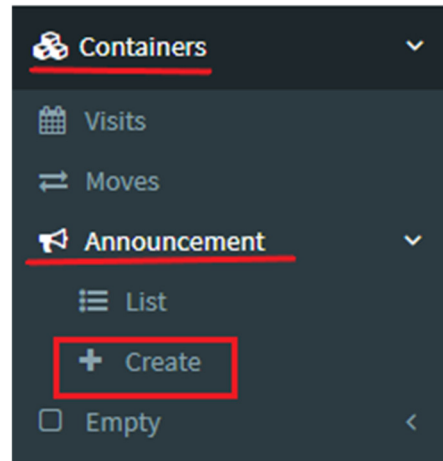 Containers
Visits
Moves
Announcement
List
Create
Empty